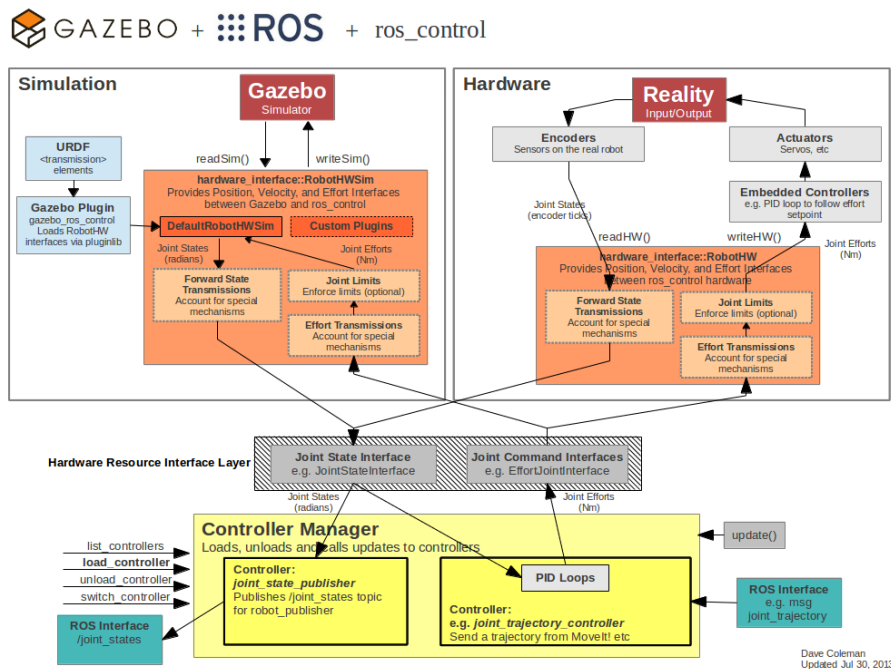 GAZEBO + ROS + ros_control
Simulation
Gazebo
Simulator
readSim()
writeSim()
URDF
<transmission>
elements
Gazebo Plugin
gazebo_ros_control
Loads RobotHW
interfaces via pluginlib
hardware_interface::RobotHWSim
Provides Position, Velocity, and Effort Interfaces
between Gazebo and ros_control
DefaultRobotHWSim
Custom Plugins
Joint States
(radians)
Joint Efforts
(Nm)
Forward State
Transmissions
Account for special
mechanisms
Joint Limits
Enforce limits (optional)
Effort Transmissions
Account for special
mechanisms
Hardware
Reality
Input/Output
Encoders
Sensors on the real robot
Actuators
Servos, etc
Embedded Controllers
e.g. PID loop to follow effort
setpoint
Joint States
(encoder ticks)
readHW()
writeHW()
Joint Efforts
(Nm)
hardware_interface::RobotHW
Provides Position, Velocity, and Effort Interfaces
between ros_control hardware
Forward State
Transmissions
Account for special
mechanisms
Joint Limits
Enforce limits (optional)
Effort Transmissions
Account for special
mechanisms
Hardware Resource Interface Layer
Joint State Interface
e.g. JointStateInterface
Joint Command Interfaces
e.g. EffortJointInterface
Joint States
(radians)
Joint Efforts
(Nm)
Controller Manager
Loads, unloads and calls updates to controllers
update()
list_controllers
load_controller
unload_controller
switch_controller
Controller:
joint_state_publisher
Publishes /joint_states topic
for robot_publisher
PID Loops
Controller:
e.g. joint_trajectory_controller
Send a trajectory from MoveIt! etc
ROS Interface
e.g. msg
joint_trajectory
ROS Interface
/joint_states
Dave Coleman
Updated Jul 30, 2013